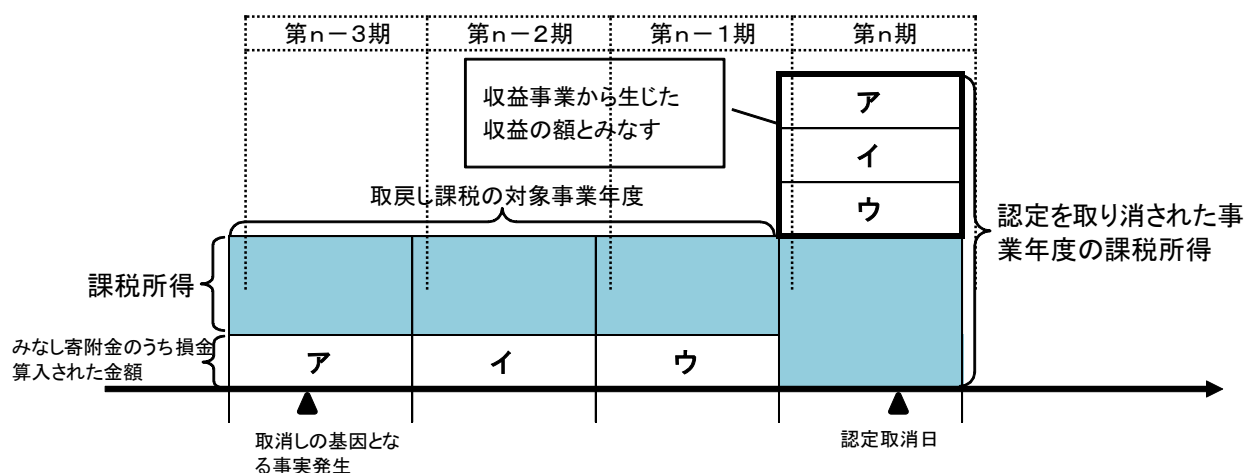 第n－3期
第n－2期
第n－1期
第n期
収益事業から生じた
収益の額とみなす
ア
イ
ウ
取戻し課税の対象事業年度
認定を取り消された事
業年度の課税所得
課税所得
みなし寄附金のうち損金
算入された金額
ア
イ
ウ
取消しの基因とな
る事実発生
認定取消日